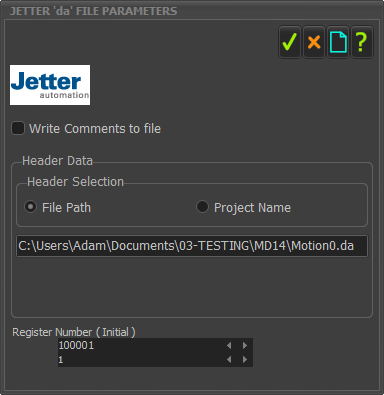 JETTER 'da' FILE PARAMETERS
?
Jetter
automation
Write Comments to file
Header Data
Header Selection
File Path
Project Name
C:\Users\Adam\Documents\03-TESTING\MD14\Motion0.da
Register Number ( Initial )
100001
1